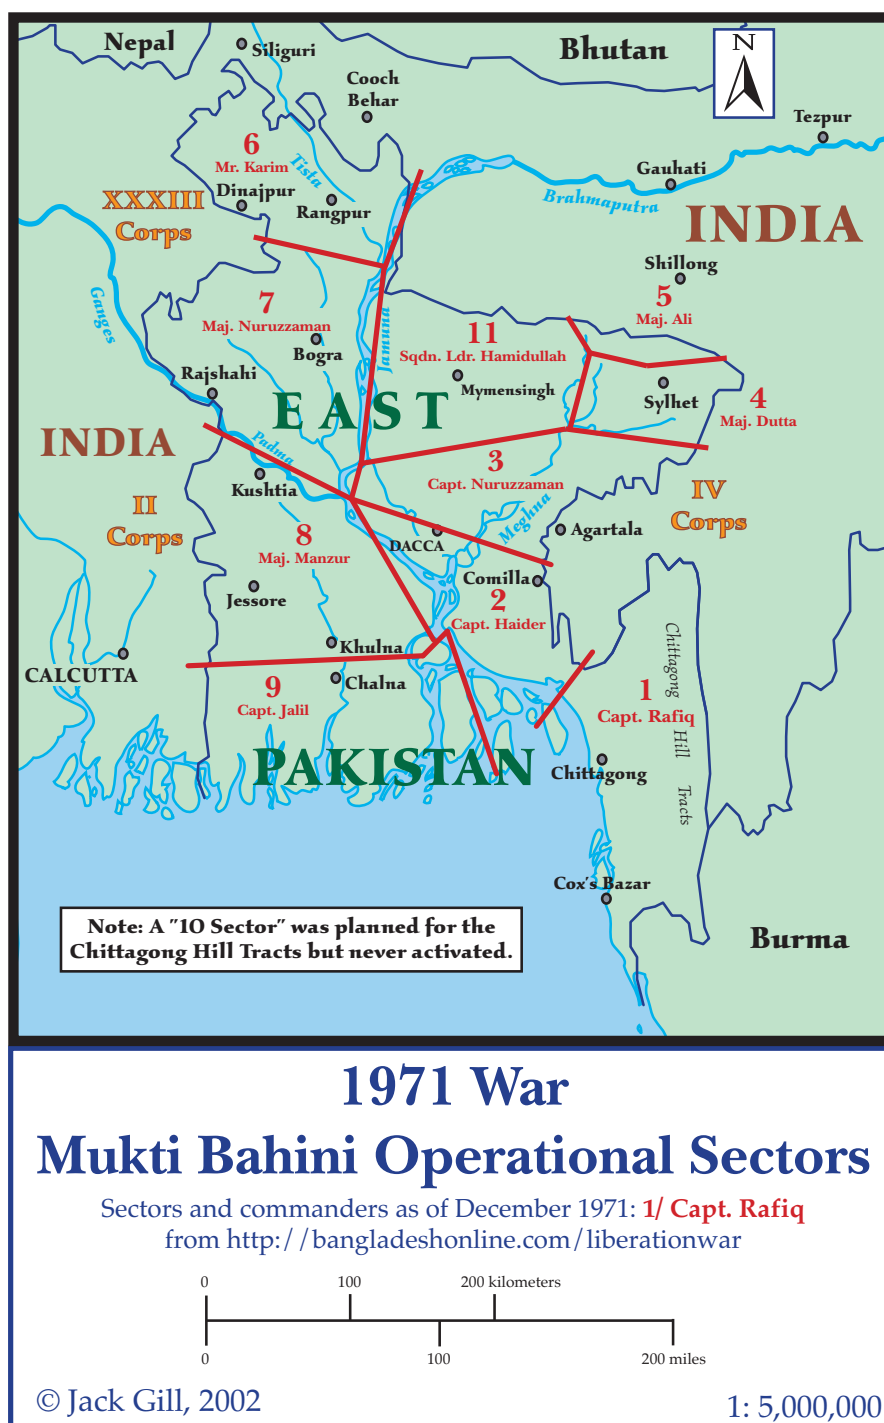 Nepal
Siliguri
Bhutan
N
Cooch
Behar
Tezpur
6
Mr. Karim
Tista
Gauhati
Dinajpur
Rangpur
Brahmaputra
XXXIII
Corps
INDIA
Shillong
Ganges
7
Maj. Nuruzzaman
Bogra
Jamuna
11
Sqdn. Ldr. Hamidullah
Mymensingh
5
Maj. Ali
Rajshahi
Sylhet
4
Maj. Dutta
EAST
INDIA
Padma
Kushtia
3
Capt. Nuruzzaman
Meghna
II
Corps
IV
Corps
8
Maj. Manzur
DACCA
Agartala
Comilla
Jessore
2
Capt. Haider
Khulna
CALCUTTA
Chalna
9
Capt. Jalil
1
Capt. Rafiq
Chittagong
Hill
Tracts
PAKISTAN
Chittagong
Cox's Bazar
Burma
Note: A "10 Sector" was planned for the
Chittagong Hill Tracts but never activated.
1971 War
Mukti Bahini Operational Sectors
Sectors and commanders as of December 1971: 1/ Capt. Rafiq
from http://bangladeshonline.com/liberationwar
0 100 200 kilometers
0 100 200 miles
© Jack Gill, 2002
1: 5,000,000